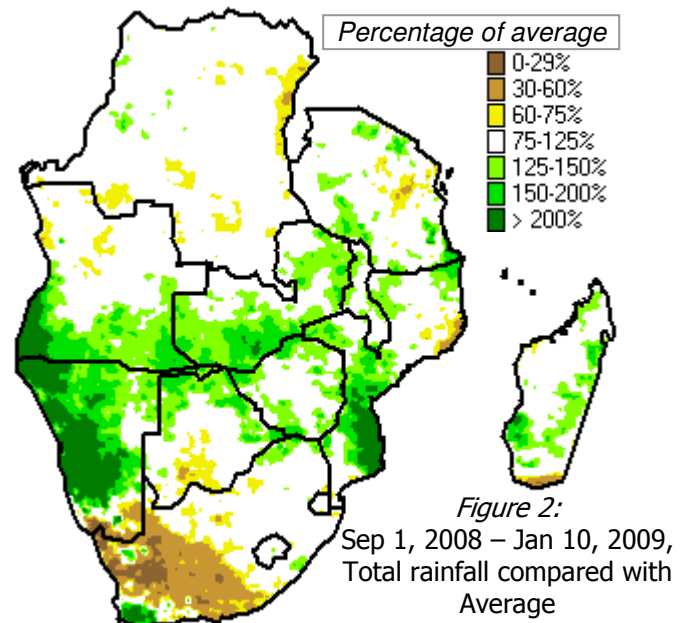 Percentage of average
0-29%
30-60%
60-75%
75-125%
125-150%
150-200%
> 200%
Figure 2:
Sep 1, 2008 – Jan 10, 2009,
Total rainfall compared with
Average